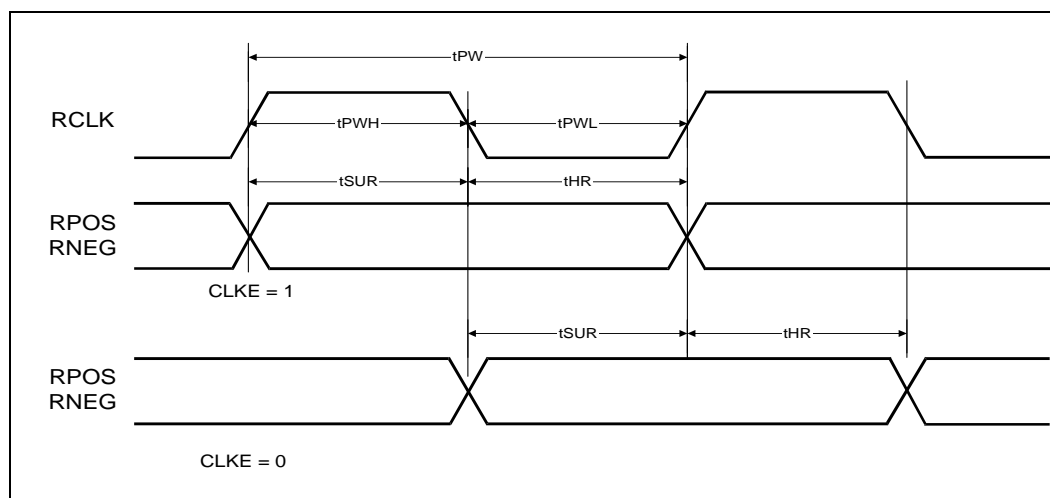 tPW
RCLK
tPWH
tPWL
tSUR
tHR
RPOS
RNEG
CLKE = 1
tSUR
tHR
RPOS
RNEG
CLKE = 0